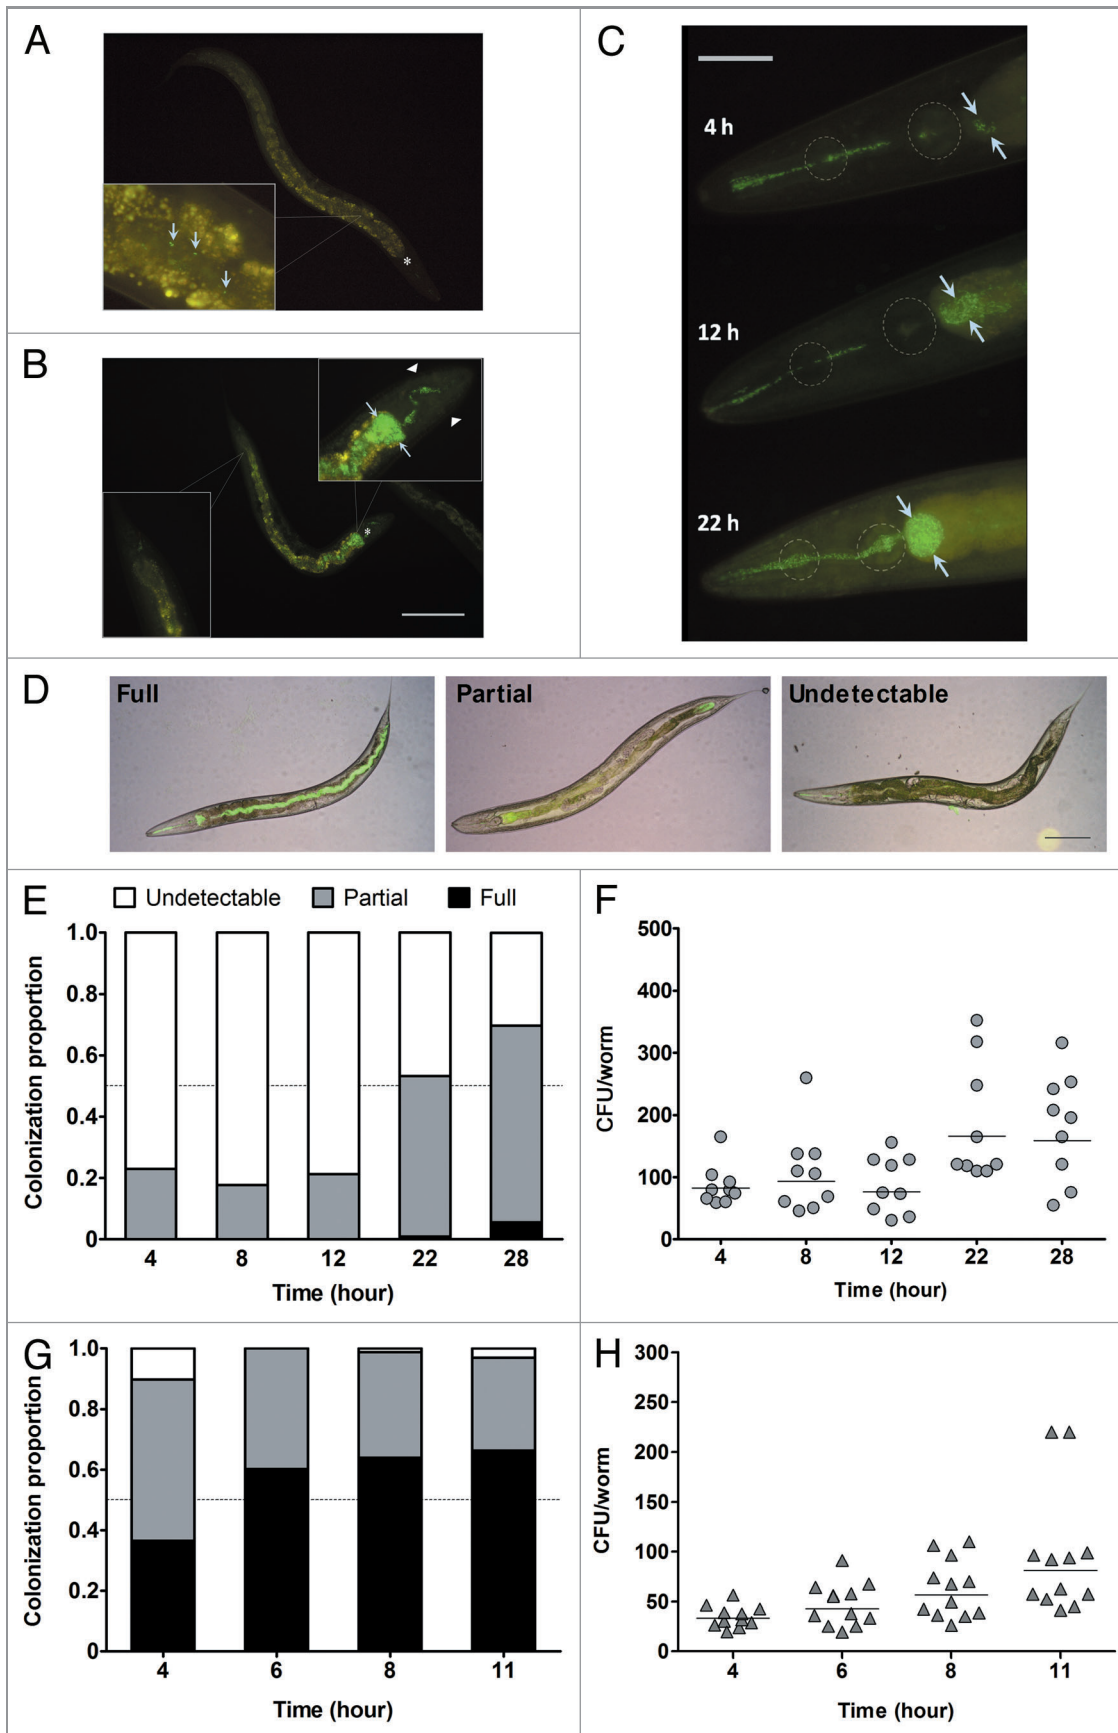 A
*
B
*
C
4 h
12 h
22 h
D
Full
Partial
Undetectable
E
Undetectable Partial Full
Colonization proportion
1.0
0.8
0.6
0.4
0.2
0
4 8 12 22 28
Time (hour)
F
CFU/worm
500
400
300
200
100
0
4 8 12 22 28
Time (hour)
G
Colonization proportion
1.0
0.8
0.6
0.4
0.2
0
4 6 8 11
Time (hour)
H
CFU/worm
300
250
200
150
100
50
0
4 6 8 11
Time (hour)